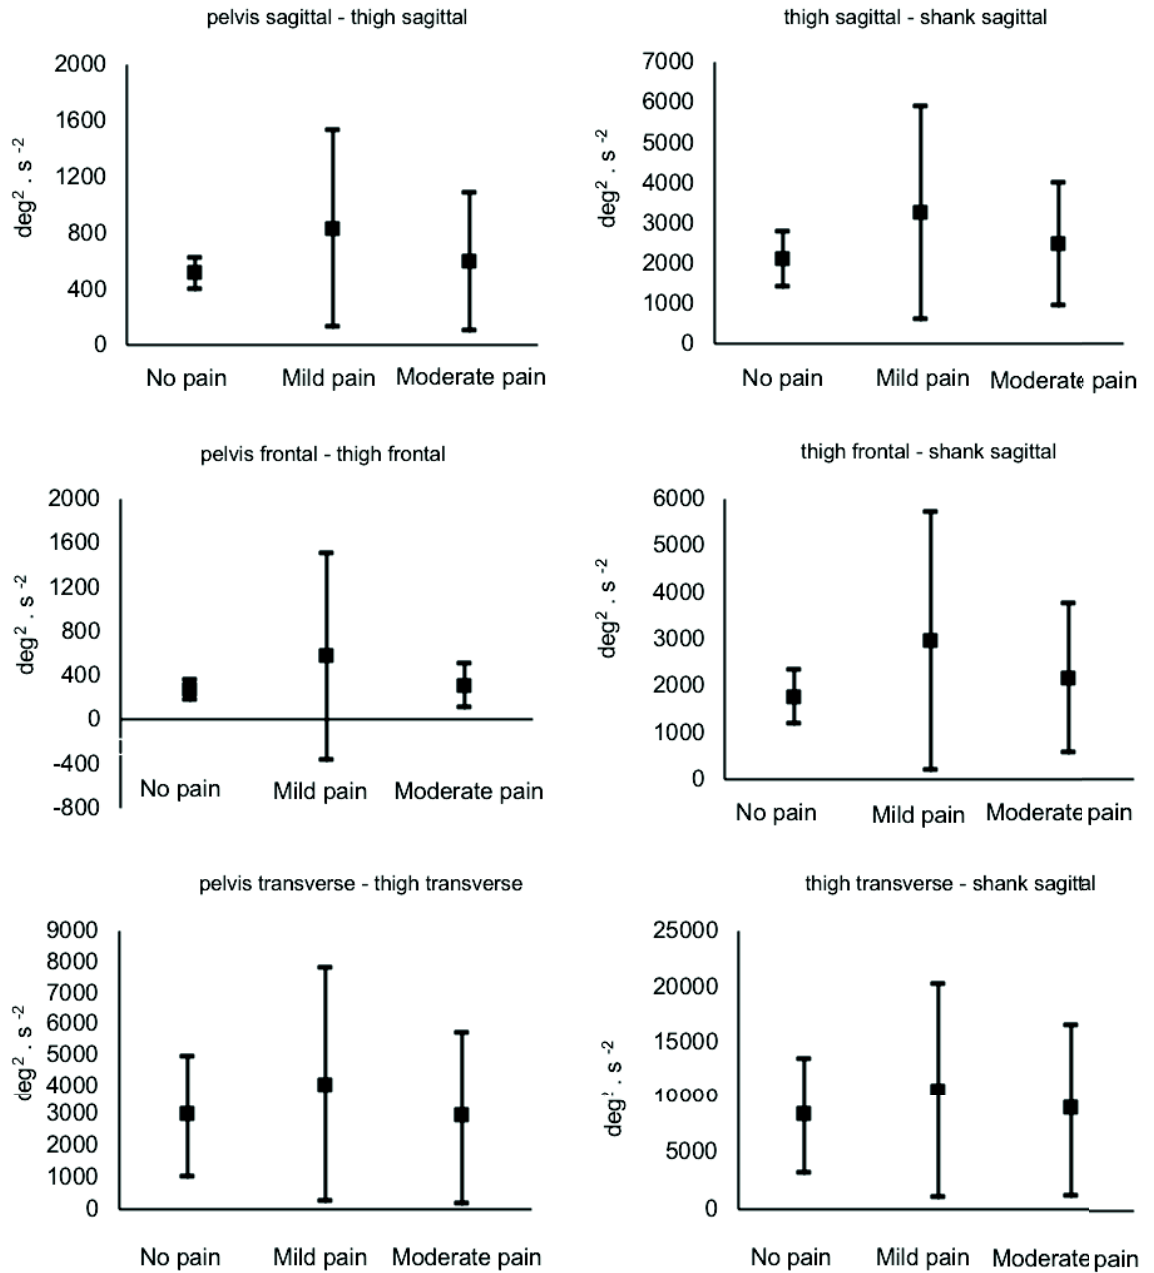 pelvis sagittal - thigh sagittal
2000
1600
1200
800
400
0
deg² . s⁻²
No pain Mild pain Moderate pain
thigh sagittal - shank sagittal
7000
6000
5000
4000
3000
2000
1000
0
deg² . s⁻²
No pain Mild pain Moderate pain
pelvis frontal - thigh frontal
2000
1600
1200
800
400
0
-400
-800
deg² . s⁻²
No pain Mild pain Moderate pain
thigh frontal - shank sagittal
6000
5000
4000
3000
2000
1000
0
deg² . s⁻²
No pain Mild pain Moderate pain
pelvis transverse - thigh transverse
9000
8000
7000
6000
5000
4000
3000
2000
1000
0
deg² . s⁻²
No pain Mild pain Moderate pain
thigh transverse - shank sagittal
25000
20000
15000
10000
5000
0
deg² . s⁻²
No pain Mild pain Moderate pain